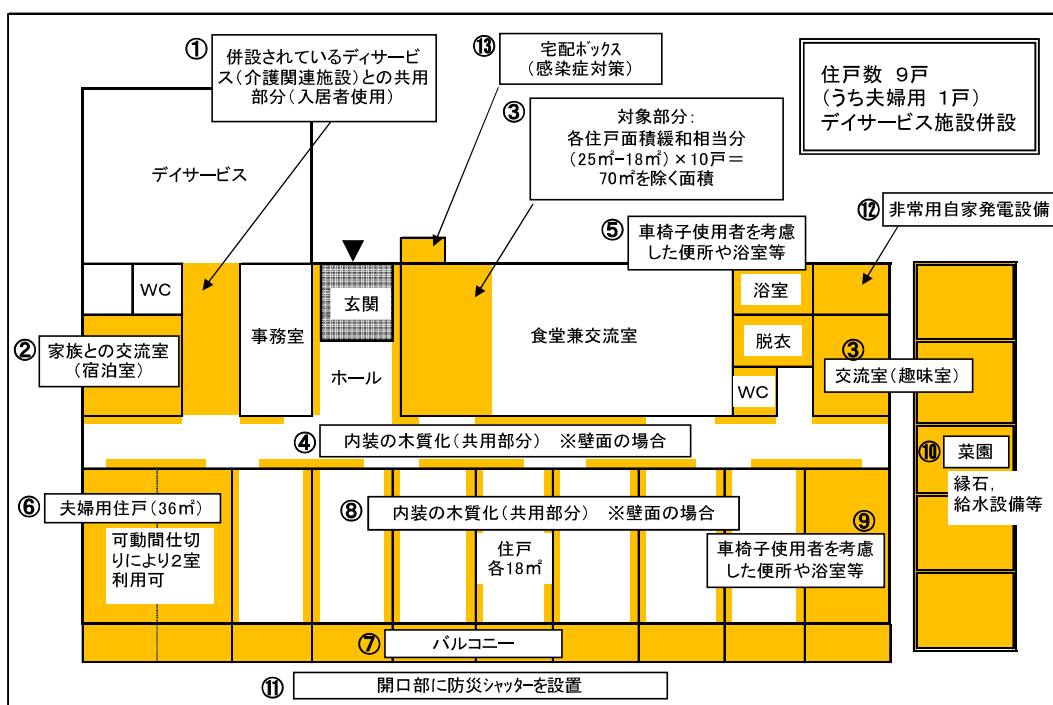 ①
併設されているディサービ
ス(介護関連施設)との共用
部分(入居者使用)
⑬
宅配ボックス
(感染症対策)
③
対象部分:
各住戸面積緩和相当分
(25㎡-18㎡)×10戸=
70㎡を除く面積
住戸数 9戸
(うち夫婦用 1戸)
デイサービス施設併設
デイサービス
⑫
非常用自家発電設備
⑤
車椅子使用者を考慮
した便所や浴室等
WC
事務室
玄関
ホール
食堂兼交流室
浴室
脱衣
WC
②
家族との交流室
(宿泊室)
③
交流室(趣味室)
④
内装の木質化(共用部分) ※壁面の場合
⑩
菜園
縁石,
給水設備等
⑥
夫婦用住戸(36㎡)
可動間仕切
りにより2室
利用可
⑧
内装の木質化(共用部分) ※壁面の場合
住戸
各18㎡
⑨
車椅子使用者を考慮
した便所や浴室等
⑦
バルコニー
⑪
開口部に防災シャッターを設置